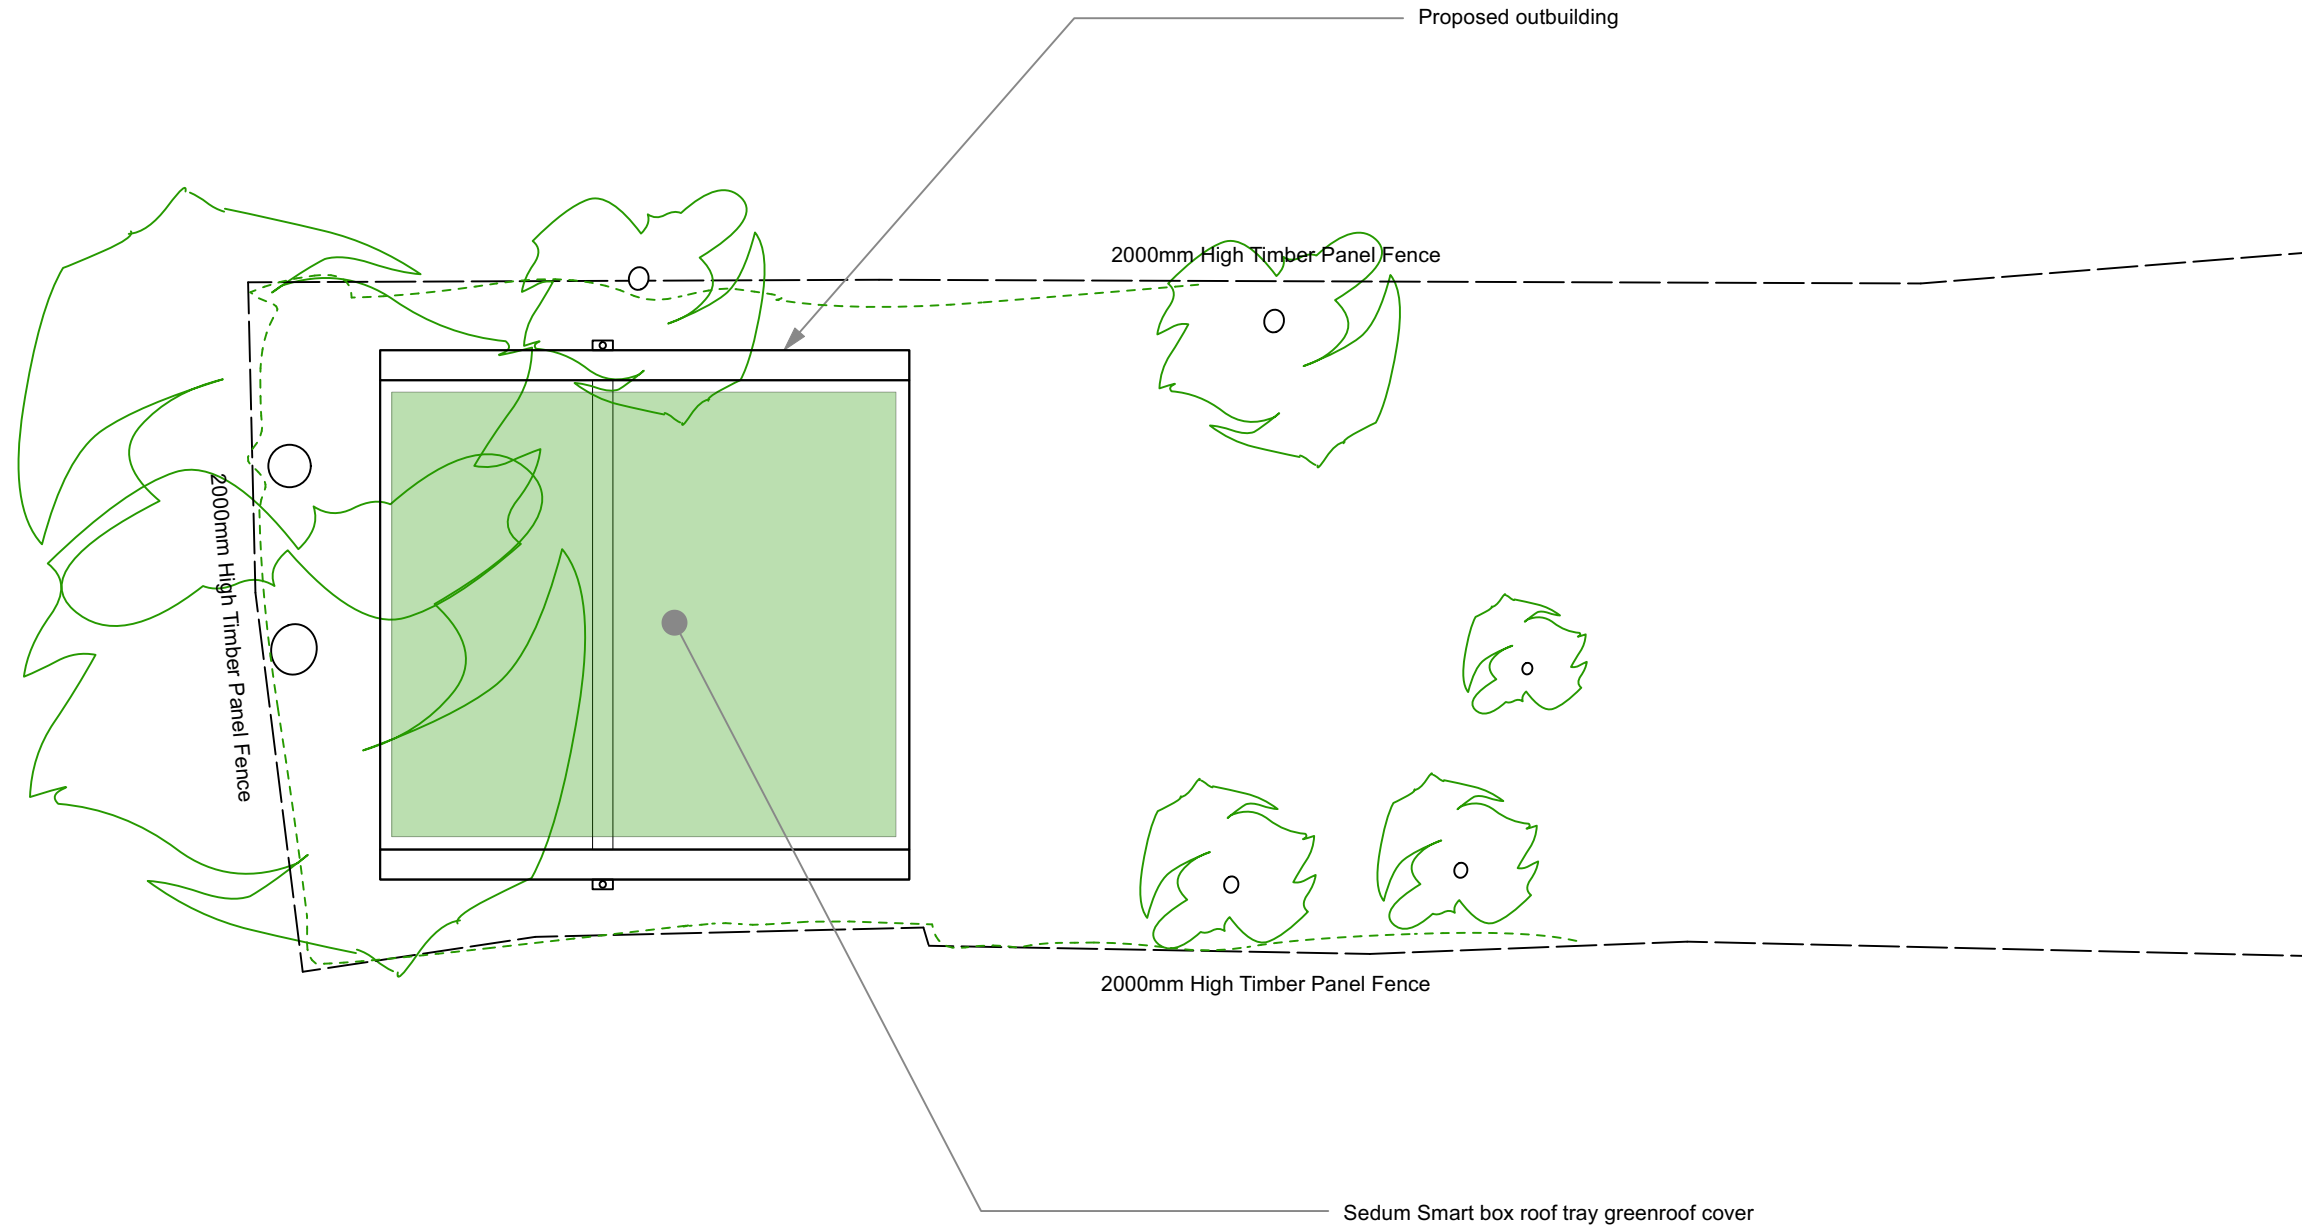 Proposed outbuilding
2000mm High Timber Panel Fence
2000mm High Timber Panel Fence
2000mm High Timber Panel Fence
Sedum Smart box roof tray greenroof cover